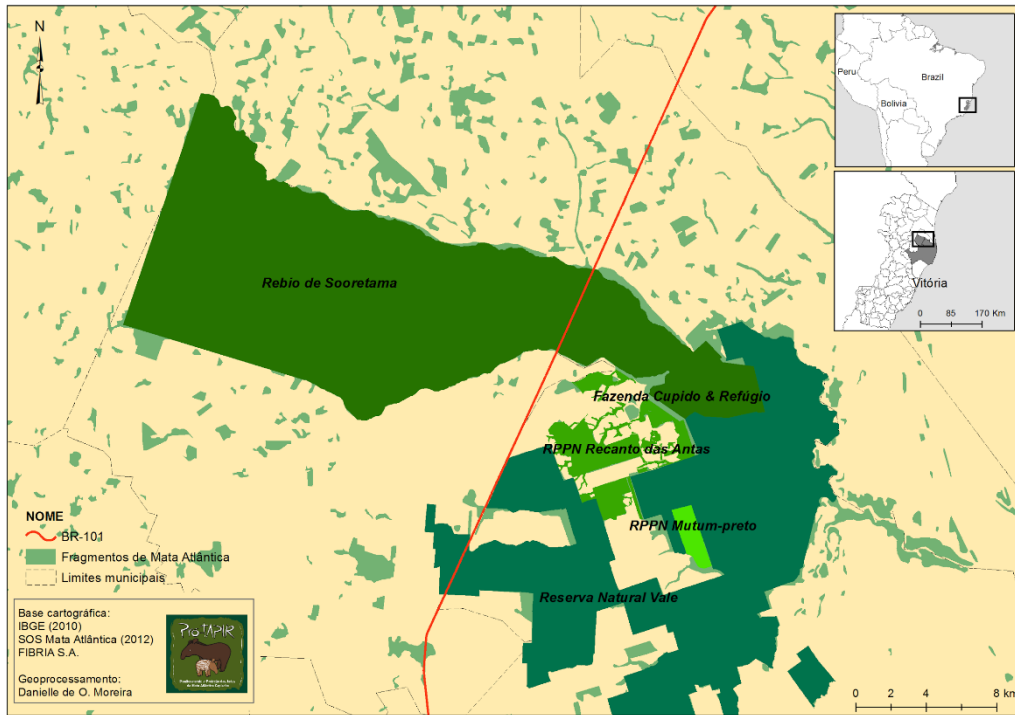 N
Peru
Brazil
Bolivia
Vitória
0 85 170 Km
Rebio de Sooretama
Fazenda Cupido & Refúgio
RPPN Recanto das Antas
RPPN Mutum-preto
Reserva Natural Vale
NOME
BR-101
Fragmentos de Mata Atlântica
Limites municipais
Base cartográfica:
IBGE (2010)
SOS Mata Atlântica (2012)
FIBRIA S.A.
Geoprocessamento:
Danielle de O. Moreira
PróTAPIR
0 2 4 8 km